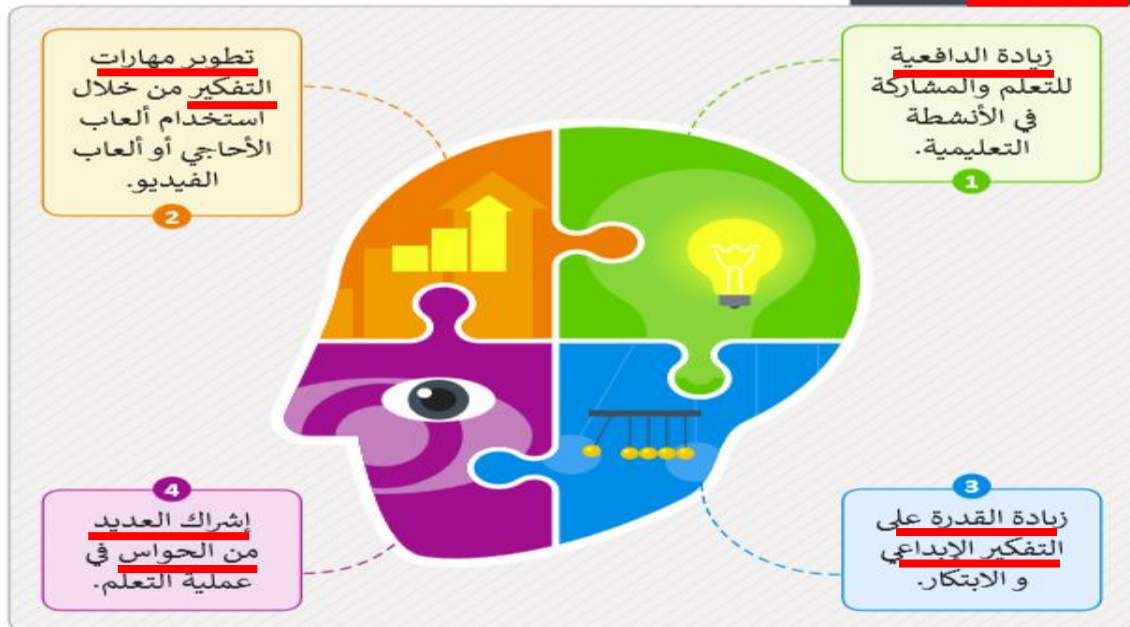 زيادة الدافعية
للتعلم والمشاركة
في الأنشطة
التعليمية.
1
تطوير مهارات
التفكير من خلال
استخدام ألعاب
الأحاجي أو ألعاب
الفيديو.
2
3
زيادة القدرة على
التفكير الإبداعي
و الابتكار.
4
إشراك العديد
من الحواس في
عملية التعلم.